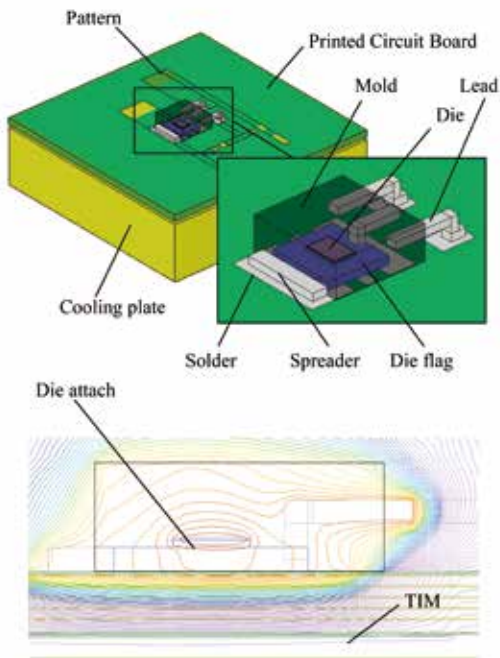 Pattern
Printed Circuit Board
Mold
Lead
Die
Cooling plate
Solder
Spreader
Die flag
Die attach
TIM